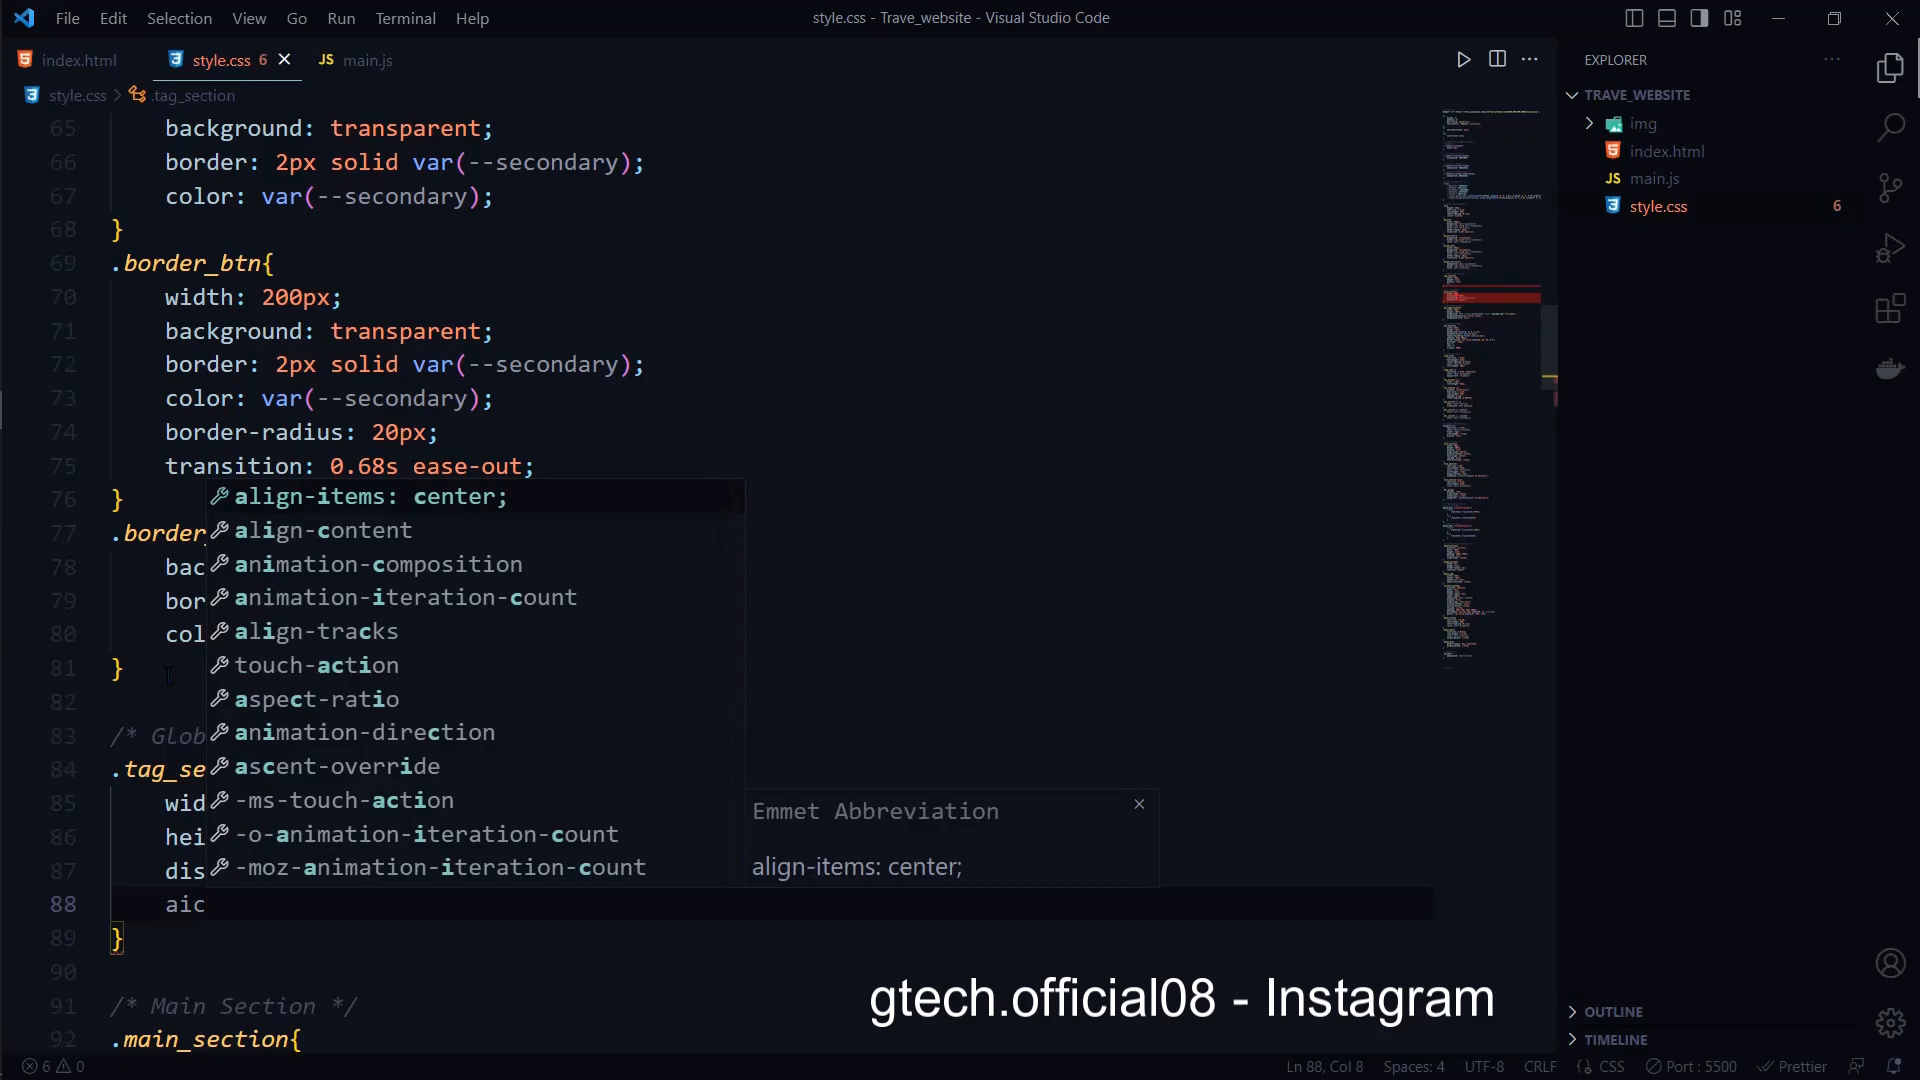 File Edit Selection View Go Run Terminal Help style.css - Trave_website - Visual Studio Code
index.html style.css 6 JS main.js
style.css > .tag_section
65 background: transparent;
66 border: 2px solid var(--secondary);
67 color: var(--secondary);
68 }
69 .border_btn{
70 width: 200px;
71 background: transparent;
72 border: 2px solid var(--secondary);
73 color: var(--secondary);
74 border-radius: 20px;
75 transition: 0.68s ease-out;
76 }
77 .border_
78 bac
79 bor
80 col
81 }
82
83 /* Glob
84 .tag_se
85 wid
86 hei
87 dis
88 aic
89 }
90
91 /* Main Section */
92 .main_section{
align-items: center;
align-content
animation-composition
animation-iteration-count
align-tracks
touch-action
aspect-ratio
animation-direction
ascent-override
-ms-touch-action
-o-animation-iteration-count
-moz-animation-iteration-count
Emmet Abbreviation
align-items: center;
EXPLORER
TRAVE_WEBSITE
img
index.html
JS main.js
style.css 6
OUTLINE
TIMELINE
gtech.official08 - Instagram
6 0 Ln 88, Col 8 Spaces: 4 UTF-8 CRLF {} CSS Port : 5500 Prettier